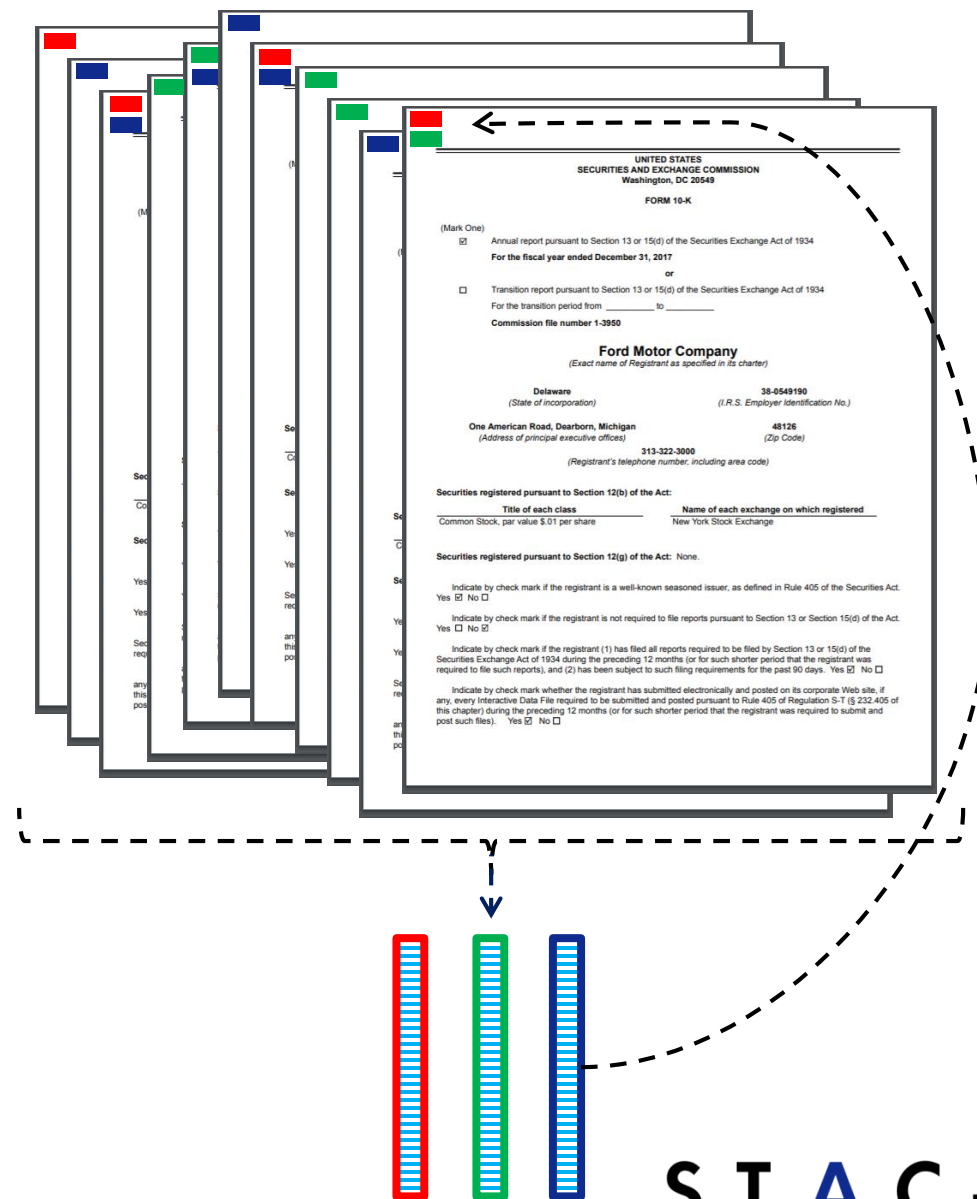 UNITED STATES
SECURITIES AND EXCHANGE COMMISSION
Washington, DC 20549
FORM 10-K
(Mark One)
☑ Annual report pursuant to Section 13 or 15(d) of the Securities Exchange Act of 1934
For the fiscal year ended December 31, 2017
or
☐ Transition report pursuant to Section 13 or 15(d) of the Securities Exchange Act of 1934
For the transition period from __________ to __________
Commission file number 1-3950
Ford Motor Company
(Exact name of Registrant as specified in its charter)
Delaware 38-0549190
(State of incorporation) (I.R.S. Employer Identification No.)
One American Road, Dearborn, Michigan 48126
(Address of principal executive offices) (Zip Code)
313-322-3000
(Registrant's telephone number, including area code)
Securities registered pursuant to Section 12(b) of the Act:
Title of each class Name of each exchange on which registered
Common Stock, par value $.01 per share New York Stock Exchange
Securities registered pursuant to Section 12(g) of the Act: None.
Indicate by check mark if the registrant is a well-known seasoned issuer, as defined in Rule 405 of the Securities Act.
Yes ☑ No ☐
Indicate by check mark if the registrant is not required to file reports pursuant to Section 13 or Section 15(d) of the Act.
Yes ☐ No ☑
Indicate by check mark if the registrant (1) has filed all reports required to be filed by Section 13 or 15(d) of the
Securities Exchange Act of 1934 during the preceding 12 months (or for such shorter period that the registrant was
required to file such reports), and (2) has been subject to such filing requirements for the past 90 days. Yes ☑ No ☐
Indicate by check mark whether the registrant has submitted electronically and posted on its corporate Web site, if
any, every Interactive Data File required to be submitted and posted pursuant to Rule 405 of Regulation S-T (§ 232.405 of
this chapter) during the preceding 12 months (or for such shorter period that the registrant was required to submit and
post such files). Yes ☑ No ☐
S T A C